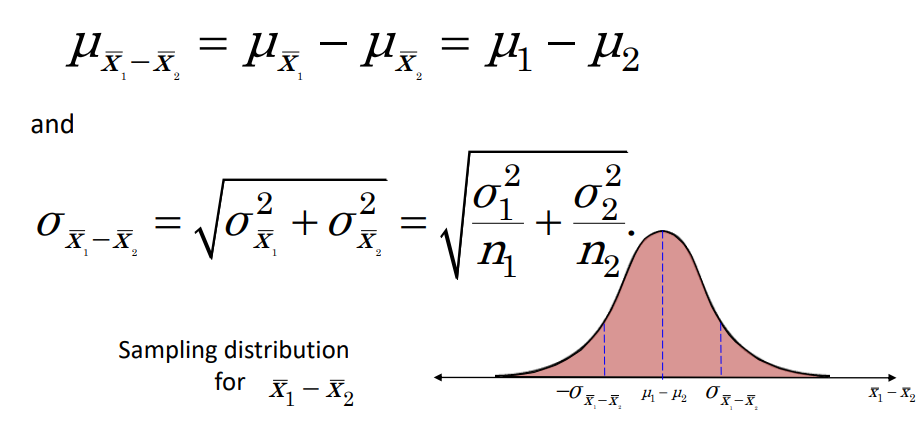 μ_{x̄₁−x̄₂} = μ_{x̄₁} − μ_{x̄₂} = μ₁ − μ₂
and
σ_{x̄₁−x̄₂} = √(σ²_{x̄₁} + σ²_{x̄₂}) = √(σ₁²/n₁ + σ₂²/n₂).
Sampling distribution
for x̄₁ − x̄₂
−σ_{x̄₁−x̄₂} μ₁ − μ₂ σ_{x̄₁−x̄₂} x̄₁ − x̄₂